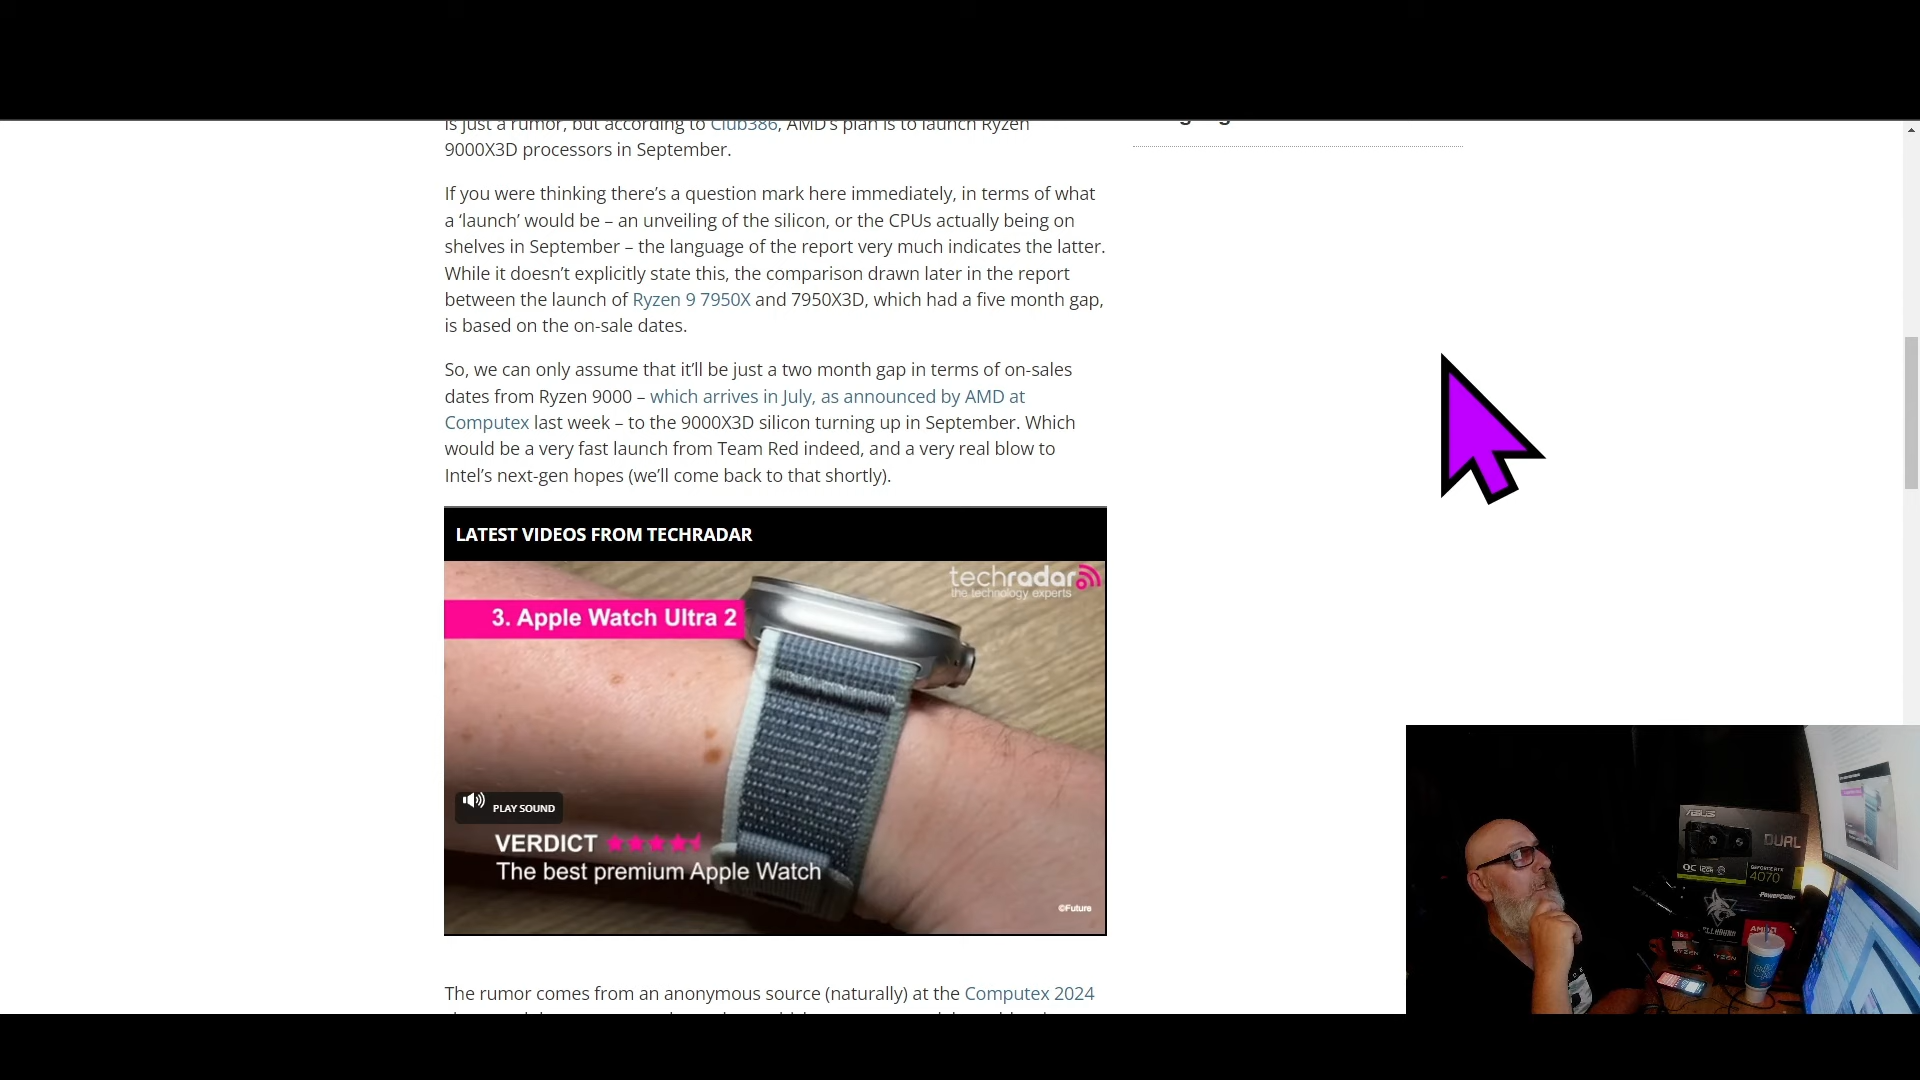 is just a rumor, but according to Club386, AMD's plan is to launch Ryzen
9000X3D processors in September.
If you were thinking there's a question mark here immediately, in terms of what
a ‘launch’ would be – an unveiling of the silicon, or the CPUs actually being on
shelves in September – the language of the report very much indicates the latter.
While it doesn’t explicitly state this, the comparison drawn later in the report
between the launch of Ryzen 9 7950X and 7950X3D, which had a five month gap,
is based on the on-sale dates.
So, we can only assume that it’ll be just a two month gap in terms of on-sales
dates from Ryzen 9000 – which arrives in July, as announced by AMD at
Computex last week – to the 9000X3D silicon turning up in September. Which
would be a very fast launch from Team Red indeed, and a very real blow to
Intel’s next-gen hopes (we’ll come back to that shortly).
LATEST VIDEOS FROM TECHRADAR
techradar
the technology experts
3. Apple Watch Ultra 2
PLAY SOUND
VERDICT
The best premium Apple Watch
©Future
The rumor comes from an anonymous source (naturally) at the Computex 2024
ASUS
DUAL
OC 12GB
GEFORCE RTX
4070
PowerColor
AMD
RYZEN
RYZEN